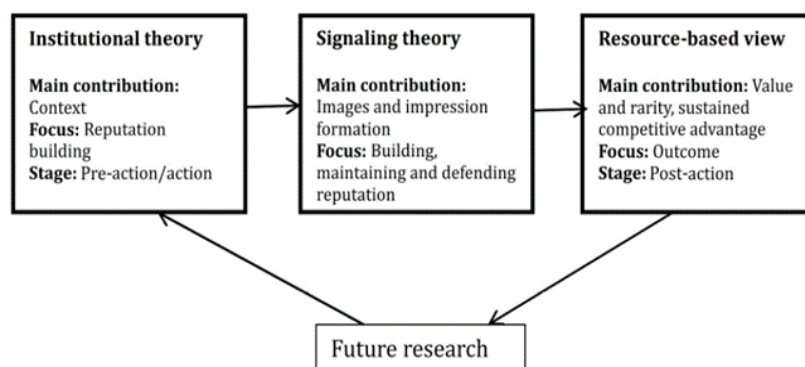 Institutional theory
Main contribution:
Context
Focus: Reputation
building
Stage: Pre-action/action
Signaling theory
Main contribution:
Images and impression
formation
Focus: Building,
maintaining and defending
reputation
Resource-based view
Main contribution: Value
and rarity, sustained
competitive advantage
Focus: Outcome
Stage: Post-action
Future research